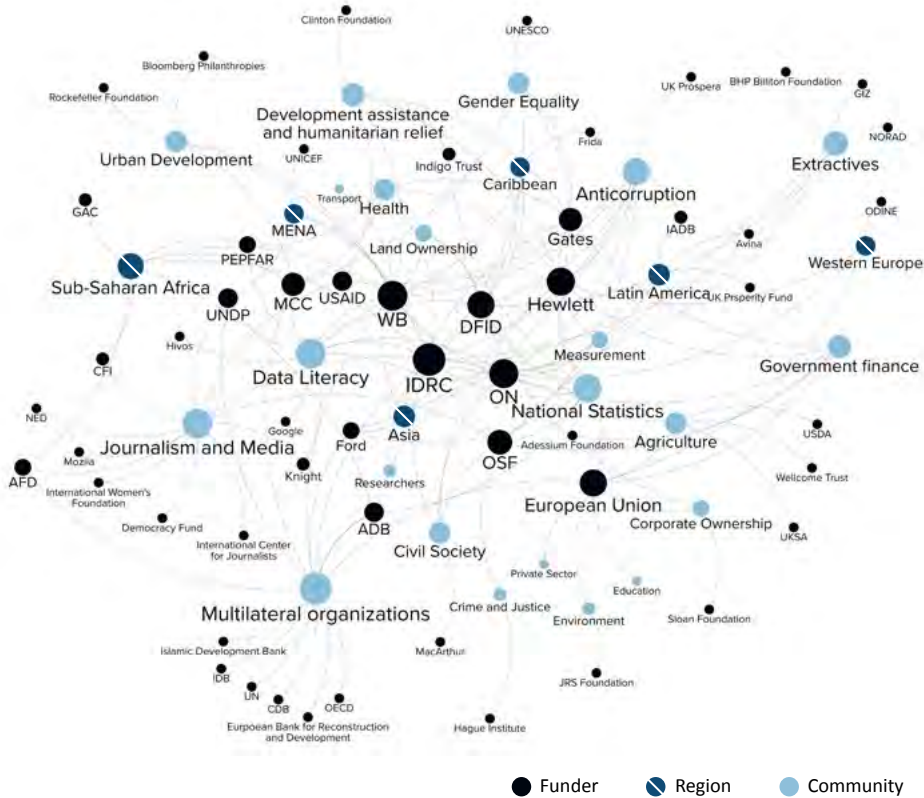 Clinton Foundation
UNESCO
Bloomberg Philanthropies
Rockefeller Foundation
Development assistance
and humanitarian relief
Gender Equality
UK Prospera
BHP Billiton Foundation
GIZ
NORAD
Extractives
Urban Development
UNICEF
Indigo Trust
Frida
Transport
Health
Caribbean
Anticorruption
GAC
MENA
Land Ownership
Gates
IADB
Avina
ODINE
Western Europe
Sub-Saharan Africa
PEPFAR
MCC
USAID
WB
DFID
Hewlett
Latin America
UK Prsperity Fund
UNDP
Hivos
CFI
Data Literacy
IDRC
ON
Measurement
National Statistics
Government finance
NED
Journalism and Media
Google
Ford
Asia
OSF
Adessium Foundation
Agriculture
USDA
Mozlia
AFD
International Women's
Foundation
Knight
Researchers
European Union
Wellcome Trust
Democracy Fund
International Center
for Journalists
ADB
Civil Society
Corporate Ownership
UKSA
Private Sector
Education
Multilateral organizations
Crime and Justice
Environment
Sloan Foundation
Islamic Development Bank
MacArthur
IDB
UN
CDB
OECD
Eurpoean Bank for Reconstruction
and Development
JRS Foundation
Hague Institute
Funder
Region
Community